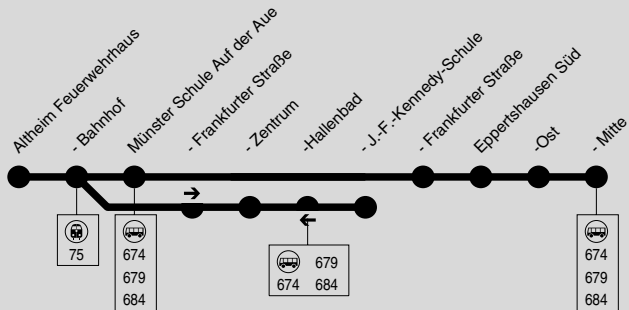 Altheim Feuerwehrhaus
- Bahnhof
Münster Schule Auf der Aue
- Frankfurter Straße
- Zentrum
-Hallenbad
- J.-F.-Kennedy-Schule
- Frankfurter Straße
Eppertshausen Süd
-Ost
- Mitte
75
674
679
684
679
674 684
674
679
684